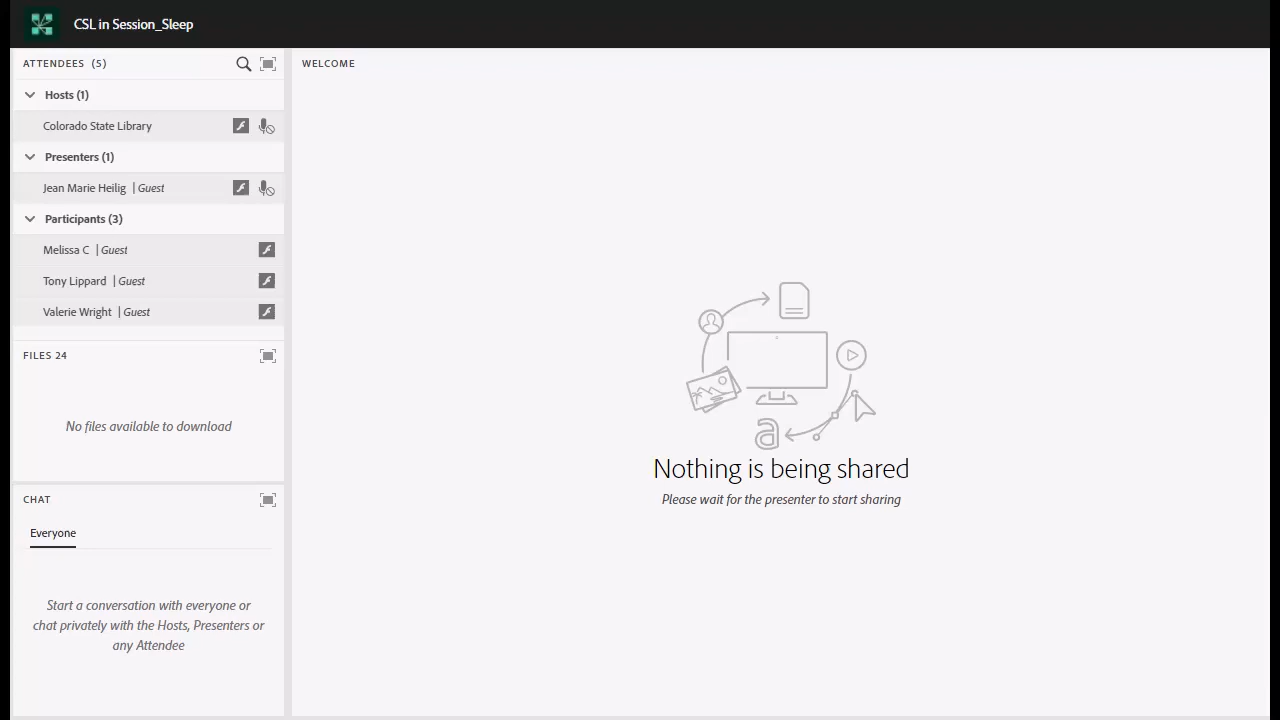 CSL in Session_Sleep
ATTENDEES (5)
Hosts (1)
Colorado State Library
Presenters (1)
Jean Marie Heilig | Guest
Participants (3)
Melissa C | Guest
Tony Lippard | Guest
Valerie Wright | Guest
FILES 24
No files available to download
CHAT
Everyone
Start a conversation with everyone or
chat privately with the Hosts, Presenters or
any Attendee
WELCOME
a
Nothing is being shared
Please wait for the presenter to start sharing